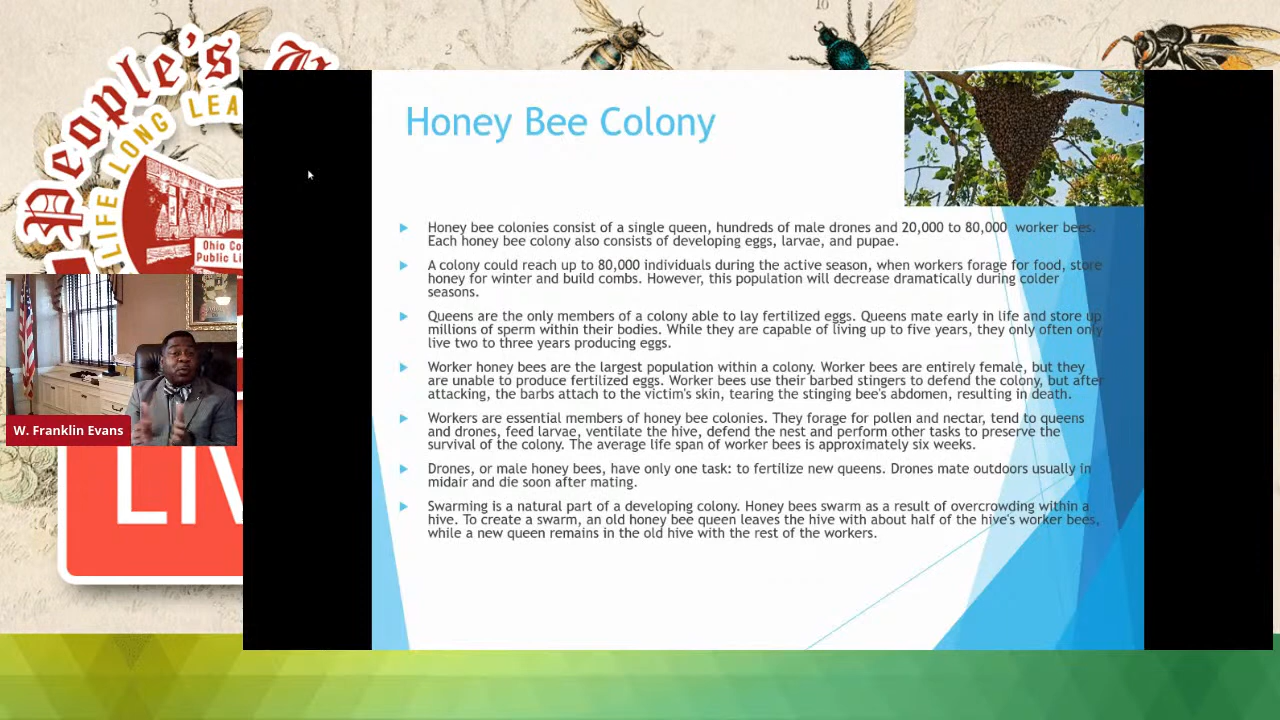 10
2
People's U
LIFE LONG LEA
Ohio Co
Public Li
W. Franklin Evans
LIV
Honey Bee Colony
Honey bee colonies consist of a single queen, hundreds of male drones and 20,000 to 80,000 worker bees.
Each honey bee colony also consists of developing eggs, larvae, and pupae.
A colony could reach up to 80,000 individuals during the active season, when workers forage for food, store
honey for winter and build combs. However, this population will decrease dramatically during colder
seasons.
Queens are the only members of a colony able to lay fertilized eggs. Queens mate early in life and store up
millions of sperm within their bodies. While they are capable of living up to five years, they only often only
live two to three years producing eggs.
Worker honey bees are the largest population within a colony. Worker bees are entirely female, but they
are unable to produce fertilized eggs. Worker bees use their barbed stingers to defend the colony, but after
attacking, the barbs attach to the victim's skin, tearing the stinging bee's abdomen, resulting in death.
Workers are essential members of honey bee colonies. They forage for pollen and nectar, tend to queens
and drones, feed larvae, ventilate the hive, defend the nest and perform other tasks to preserve the
survival of the colony. The average life span of worker bees is approximately six weeks.
Drones, or male honey bees, have only one task: to fertilize new queens. Drones mate outdoors usually in
midair and die soon after mating.
Swarming is a natural part of a developing colony. Honey bees swarm as a result of overcrowding within a
hive. To create a swarm, an old honey bee queen leaves the hive with about half of the hive's worker bees,
while a new queen remains in the old hive with the rest of the workers.